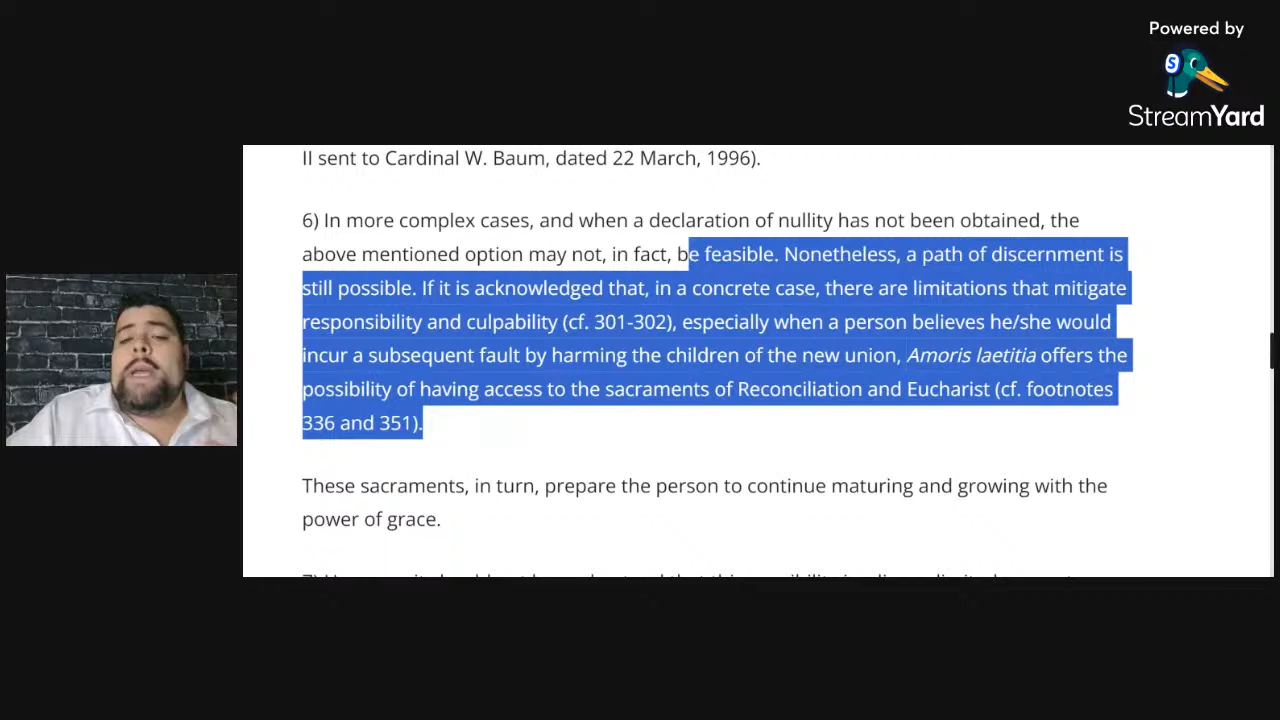 Powered by
StreamYard
II sent to Cardinal W. Baum, dated 22 March, 1996).
6) In more complex cases, and when a declaration of nullity has not been obtained, the
above mentioned option may not, in fact, be feasible. Nonetheless, a path of discernment is
still possible. If it is acknowledged that, in a concrete case, there are limitations that mitigate
responsibility and culpability (cf. 301-302), especially when a person believes he/she would
incur a subsequent fault by harming the children of the new union, Amoris laetitia offers the
possibility of having access to the sacraments of Reconciliation and Eucharist (cf. footnotes
336 and 351).
These sacraments, in turn, prepare the person to continue maturing and growing with the
power of grace.